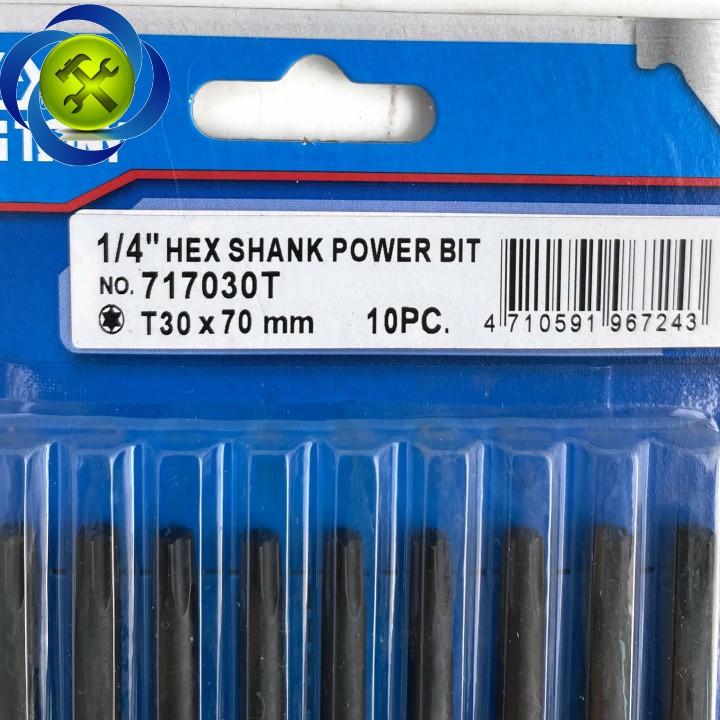 1/4" HEX SHANK POWER BIT
NO. 717030T
T30 x 70 mm 10PC.
4 710591 967243